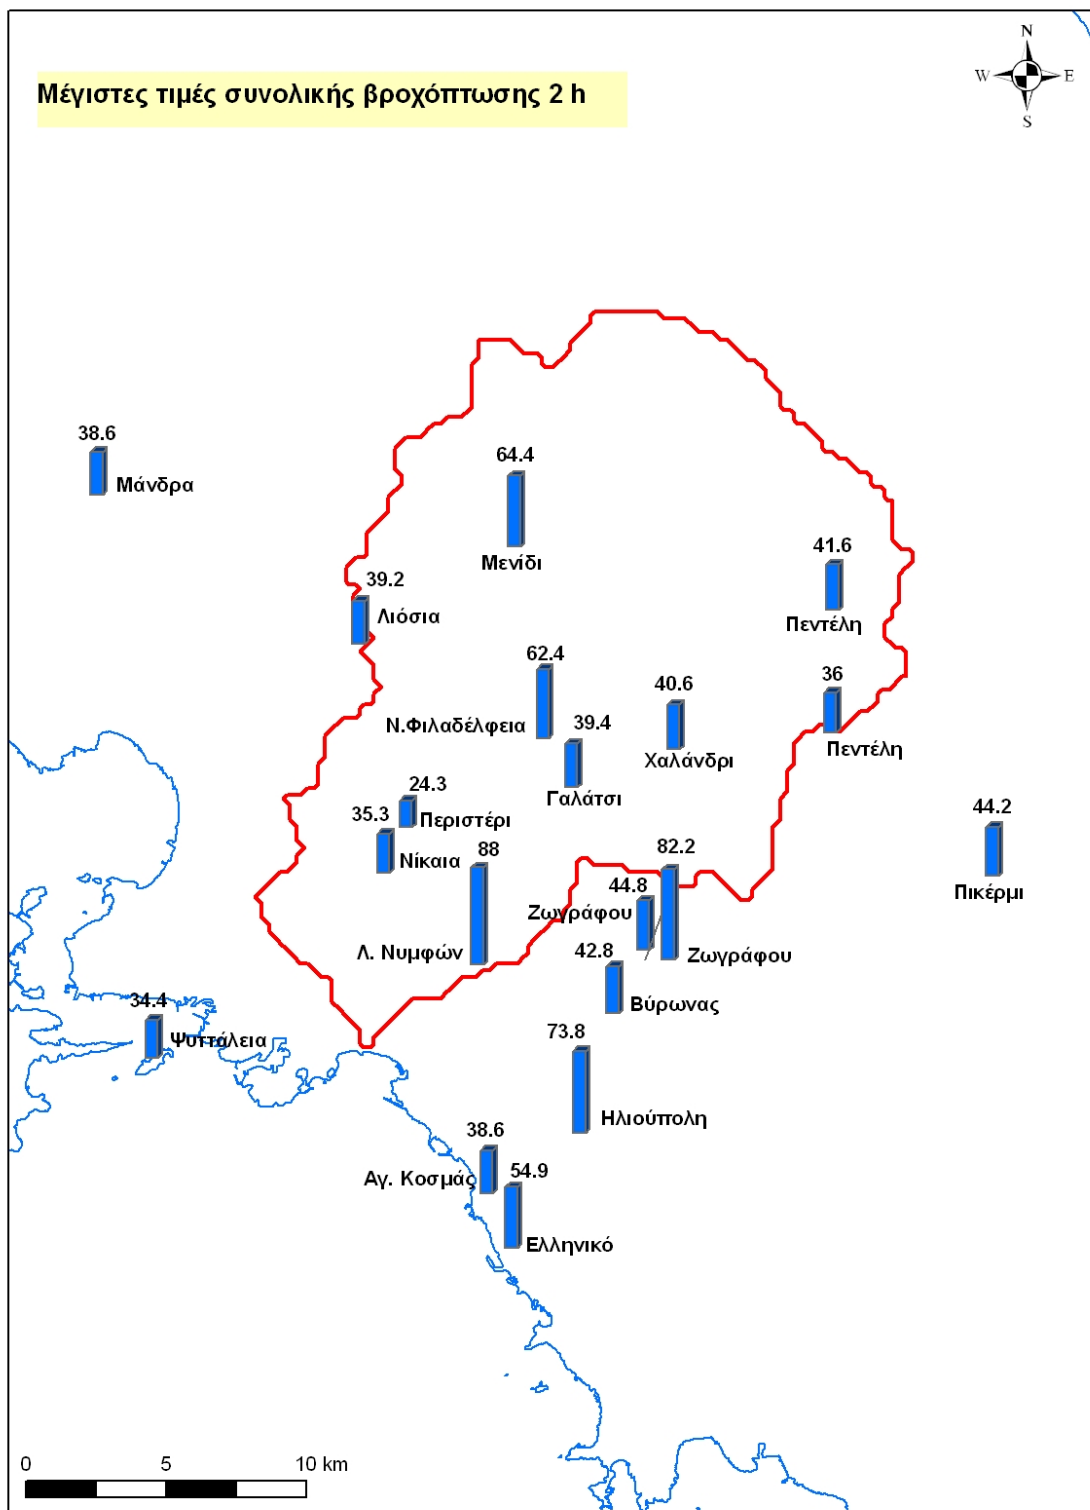 N
W E
S
Μέγιστες τιμές συνολικής βροχόπτωσης 2 h
38.6
Μάνδρα
64.4
Μενίδι
41.6
Πεντέλη
39.2
Λιόσια
62.4
Ν.Φιλαδέλφεια
40.6
Χαλάνδρι
36
Πεντέλη
39.4
Γαλάτσι
24.3
Περιστέρι
35.3
Νίκαια
88
Λ. Νυμφών
82.2
Ζωγράφου
44.8
Ζωγράφου
44.2
Πικέρμι
42.8
Βύρωνας
34.4
Ψυττάλεια
73.8
Ηλιούπολη
38.6
Αγ. Κοσμάς
54.9
Ελληνικό
0 5 10 km